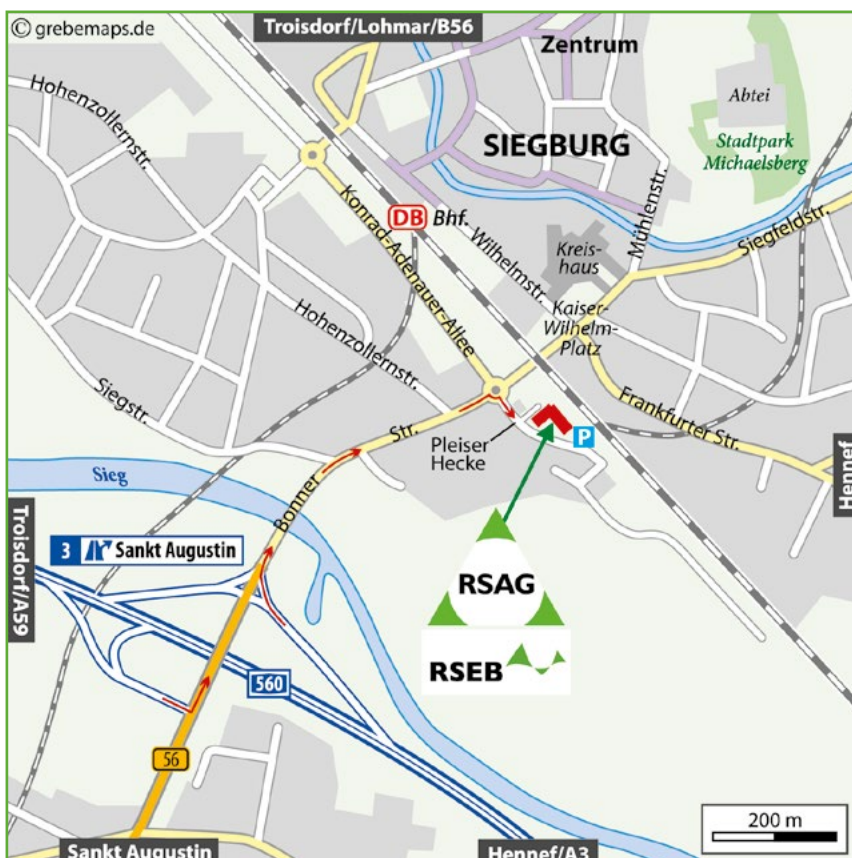 © grebemaps.de
Troisdorf/Lohmar/B56
Zentrum
Hohenzollernstr.
Abtei
Stadtpark
Michaelsberg
SIEGBURG
Konrad-Adenauer-Allee
DB Bhf.
Wilhelmstr.
Mühlenstr.
Siegfeldstr.
Kreis-
haus
Kaiser-
Wilhelm-
Platz
Hohenzollernstr.
Siegstr.
Frankfurter Str.
Bonner Str.
Pleiser
Hecke
P
Hennef
Sieg
Troisdorf/A59
3 Sankt Augustin
RSAG
RSEB
560
56
200 m
Sankt Augustin
Hennef/A3